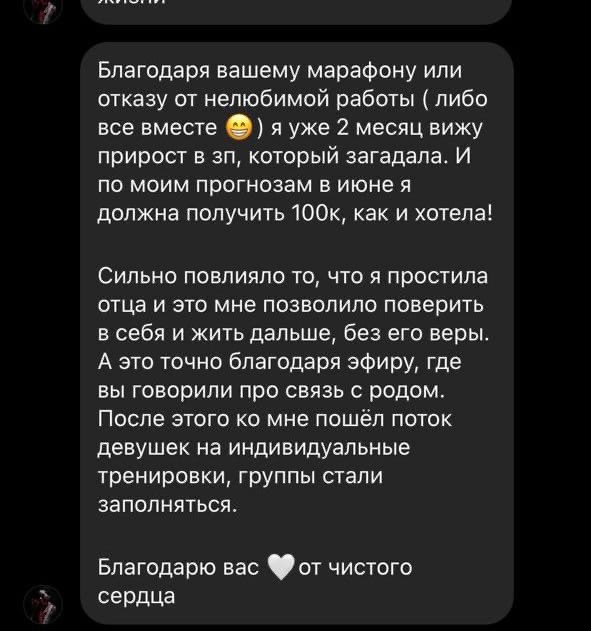 жизни
Благодаря вашему марафону или
отказу от нелюбимой работы ( либо
все вместе 😁 ) я уже 2 месяц вижу
прирост в зп, который загадала. И
по моим прогнозам в июне я
должна получить 100к, как и хотела!
Сильно повлияло то, что я простила
отца и это мне позволило поверить
в себя и жить дальше, без его веры.
А это точно благодаря эфиру, где
вы говорили про связь с родом.
После этого ко мне пошёл поток
девушек на индивидуальные
тренировки, группы стали
заполняться.
Благодарю вас 🤍 от чистого
сердца